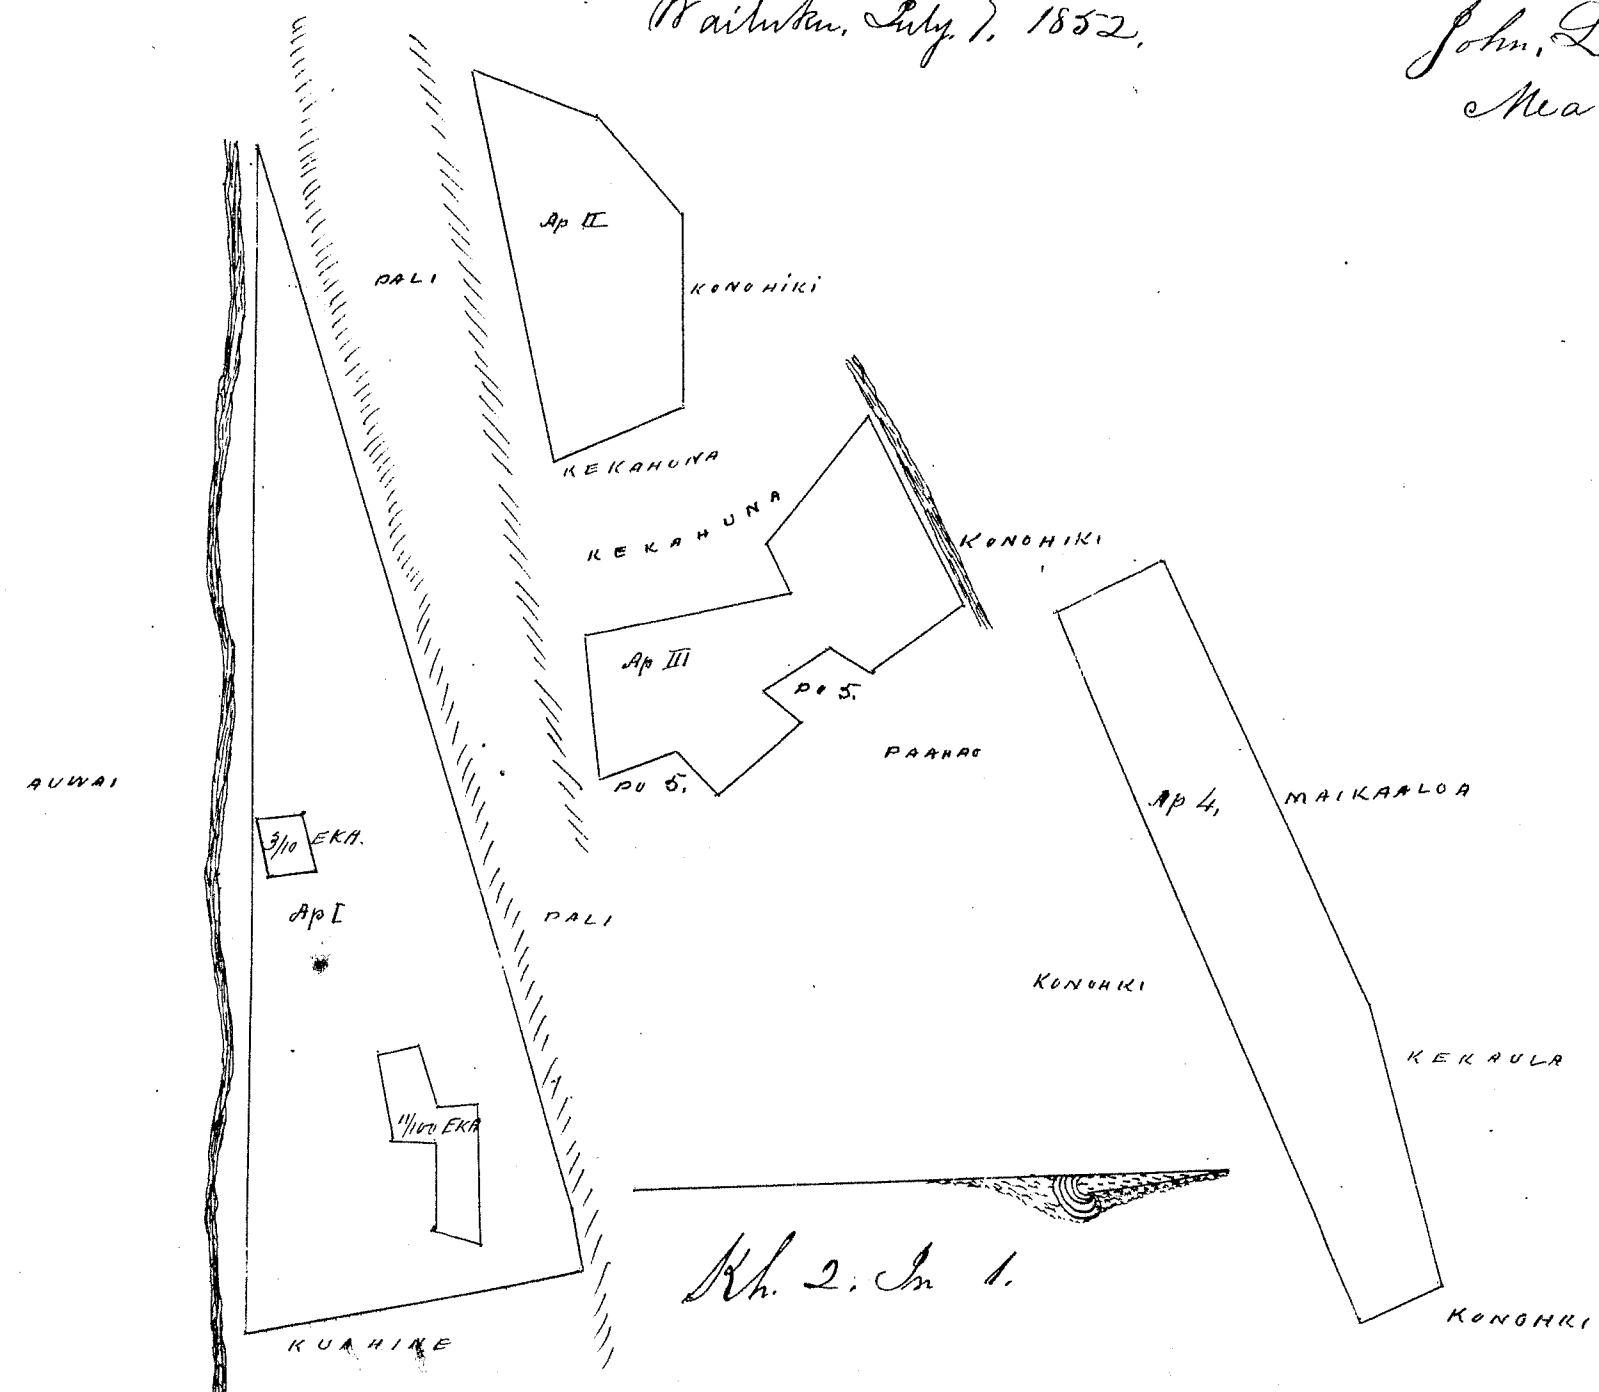 Wailuku, July. 7. 1852.
John.
Mea
Ap II
PALI
KONOHIKI
KEKAHUNA
KEKAHUNA
KONOHIKI
Ap III
Po 5.
Po 5.
PAAHAO
AUWAI
Ap 4,
MAIKAALOA
3/10 EKA.
Ap I
PALI
KONOHKI
KEKAULA
11/100 EKA
Kh. 2. In 1.
KUAHINE
KONOHKI